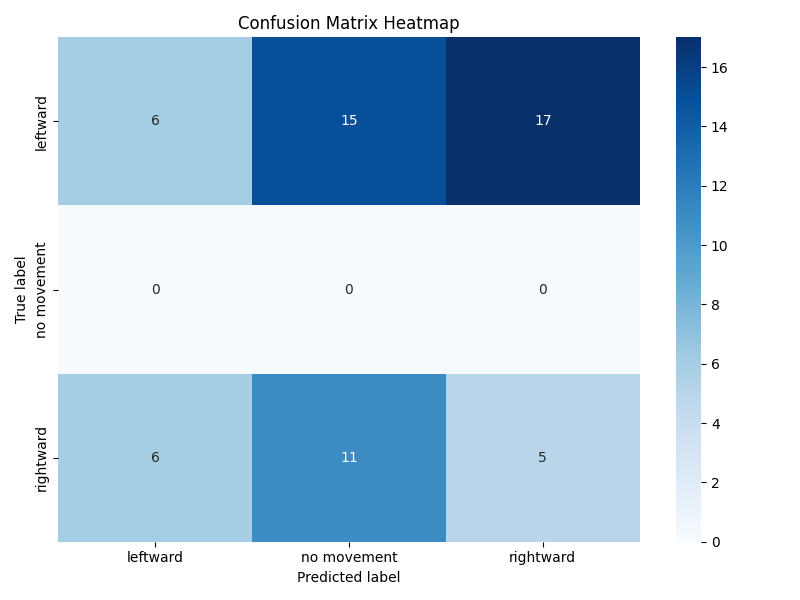 Confusion Matrix Heatmap
True label
leftward
no movement
rightward
6 15 17
0 0 0
6 11 5
leftward no movement rightward
Predicted label
16
14
12
10
8
6
4
2
0